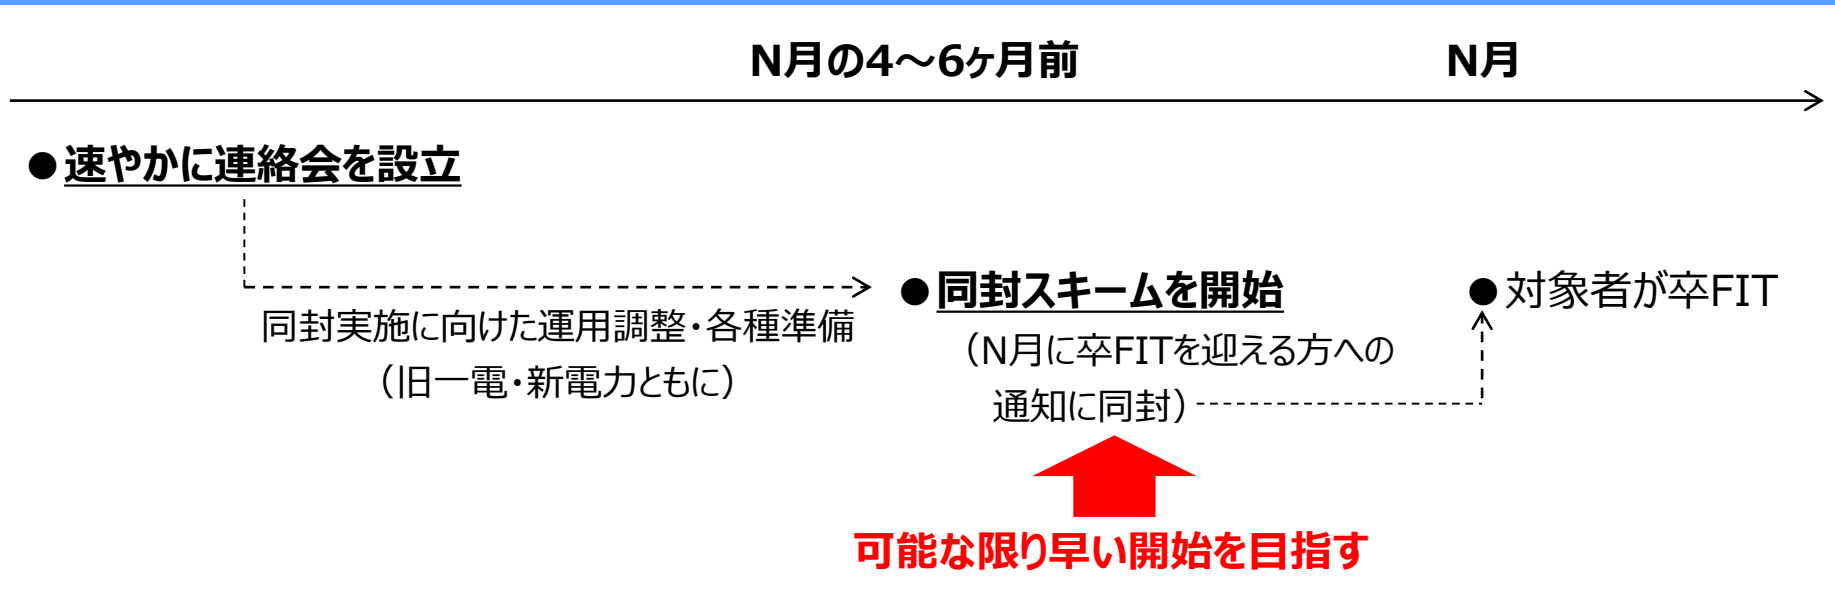 N月の4～6ヶ月前
N月
●速やかに連絡会を設立
●同封スキームを開始
●対象者が卒FIT
同封実施に向けた運用調整・各種準備
（旧一電・新電力ともに）
（N月に卒FITを迎える方への
通知に同封）
可能な限り早い開始を目指す